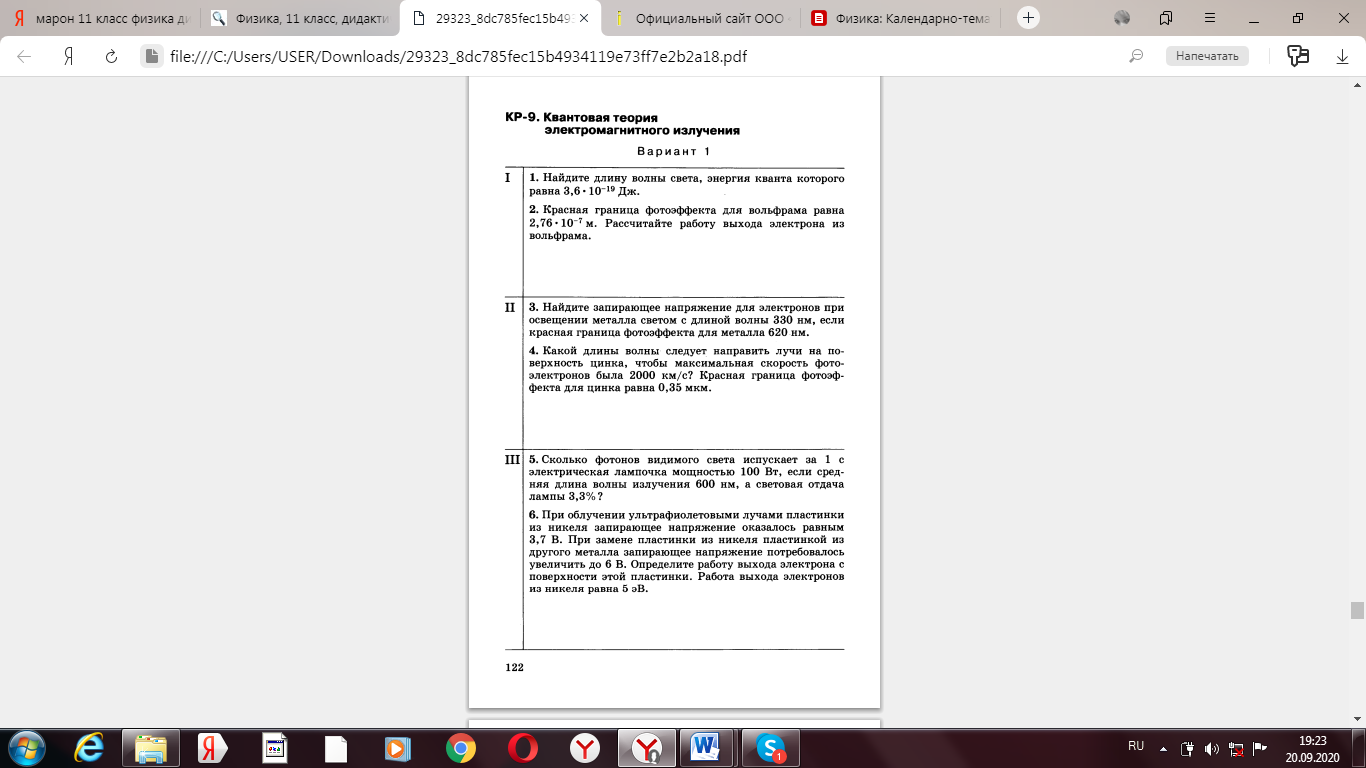 марон 11 класс физика ди
Физика, 11 класс, дидакти
29323_8dc785fec15b493
Официальный сайт ООО
Физика: Календарно-тема
file:///C:/Users/USER/Downloads/29323_8dc785fec15b4934119e73ff7e2b2a18.pdf
Напечатать
КР-9. Квантовая теория
электромагнитного излучения
Вариант 1
I 1. Найдите длину волны света, энергия кванта которого
равна 3,6 · 10⁻¹⁹ Дж.
2. Красная граница фотоэффекта для вольфрама равна
2,76 · 10⁻⁷ м. Рассчитайте работу выхода электрона из
вольфрама.
II 3. Найдите запирающее напряжение для электронов при
освещении металла светом с длиной волны 330 нм, если
красная граница фотоэффекта для металла 620 нм.
4. Какой длины волны следует направить лучи на по-
верхность цинка, чтобы максимальная скорость фото-
электронов была 2000 км/с? Красная граница фотоэф-
фекта для цинка равна 0,35 мкм.
III 5. Сколько фотонов видимого света испускает за 1 с
электрическая лампочка мощностью 100 Вт, если сред-
няя длина волны излучения 600 нм, а световая отдача
лампы 3,3%?
6. При облучении ультрафиолетовыми лучами пластинки
из никеля запирающее напряжение оказалось равным
3,7 В. При замене пластинки из никеля пластинкой из
другого металла запирающее напряжение потребовалось
увеличить до 6 В. Определите работу выхода электрона с
поверхности этой пластинки. Работа выхода электронов
из никеля равна 5 эВ.
122
RU
19:23
20.09.2020